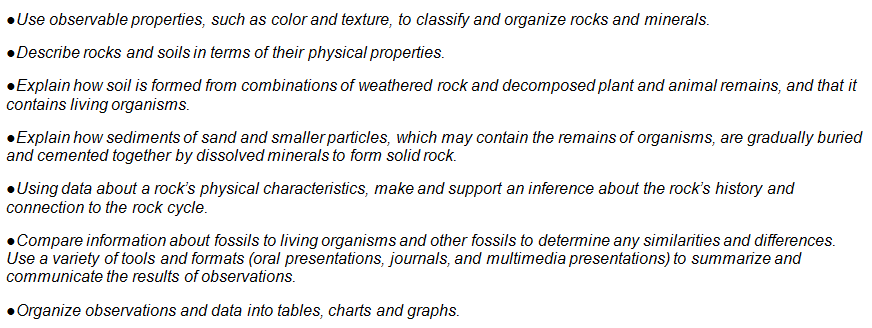 ●Use observable properties, such as color and texture, to classify and organize rocks and minerals.
●Describe rocks and soils in terms of their physical properties.
●Explain how soil is formed from combinations of weathered rock and decomposed plant and animal remains, and that it
contains living organisms.
●Explain how sediments of sand and smaller particles, which may contain the remains of organisms, are gradually buried
and cemented together by dissolved minerals to form solid rock.
●Using data about a rock's physical characteristics, make and support an inference about the rock's history and
connection to the rock cycle.
●Compare information about fossils to living organisms and other fossils to determine any similarities and differences.
Use a variety of tools and formats (oral presentations, journals, and multimedia presentations) to summarize and
communicate the results of observations.
●Organize observations and data into tables, charts and graphs.